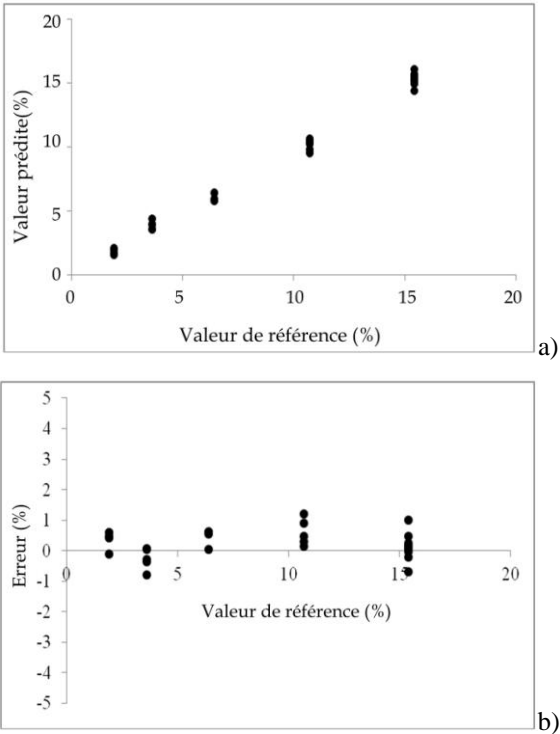 20
15
10
5
0
Valeur prédite(%)
0 5 10 15 20
Valeur de référence (%)
a)
5
4
3
2
1
0
-1
-2
-3
-4
-5
Erreur (%)
0 5 10 15 20
Valeur de référence (%)
b)